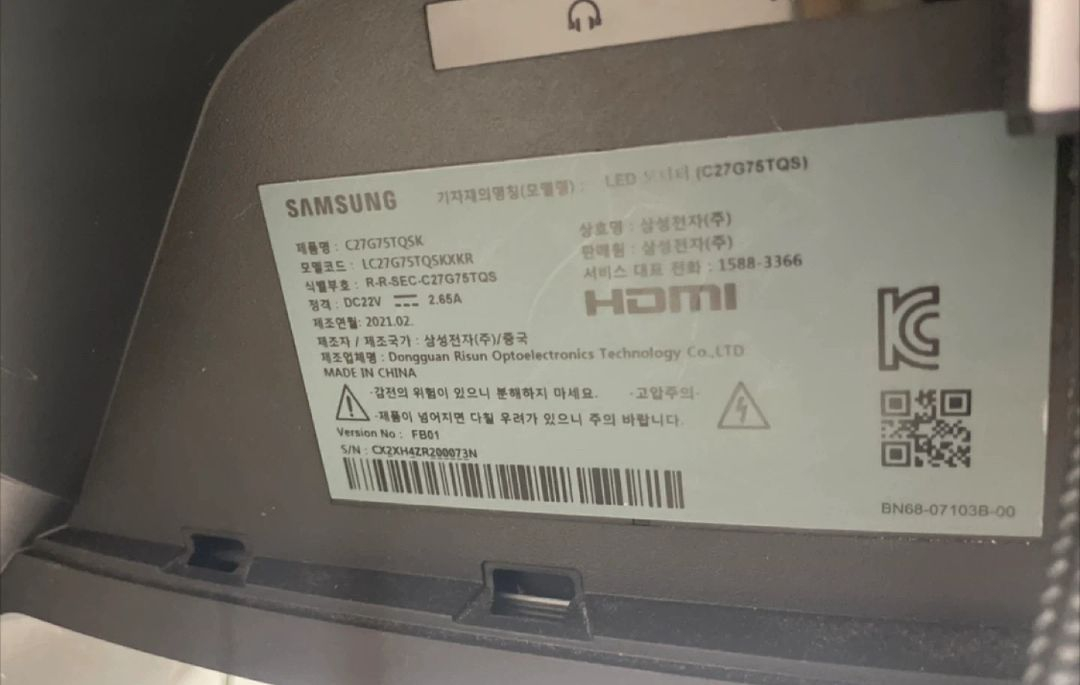 SAMSUNG
기자재의명칭(모델명) : LED 모니터 (C27G75TQS)
제품명 : C27G75TQSK
모델코드 : LC27G75TQSKXKR
식별부호 : R-R-SEC-C27G75TQS
정격 : DC22V 2.65A
제조연월: 2021.02.
제조자 / 제조국가 : 삼성전자(주)/중국
제조업체명 : Dongguan Risun Optoelectronics Technology Co.,LTD
MADE IN CHINA
상호명 : 삼성전자(주)
판매원 : 삼성전자(주)
서비스 대표 전화 : 1588-3366
HDMI
·감전의 위험이 있으니 분해하지 마세요. ·고압주의·
·제품이 넘어지면 다칠 우려가 있으니 주의 바랍니다.
Version No : FB01
S/N : CX2XH4ZR200073N
BN68-07103B-00